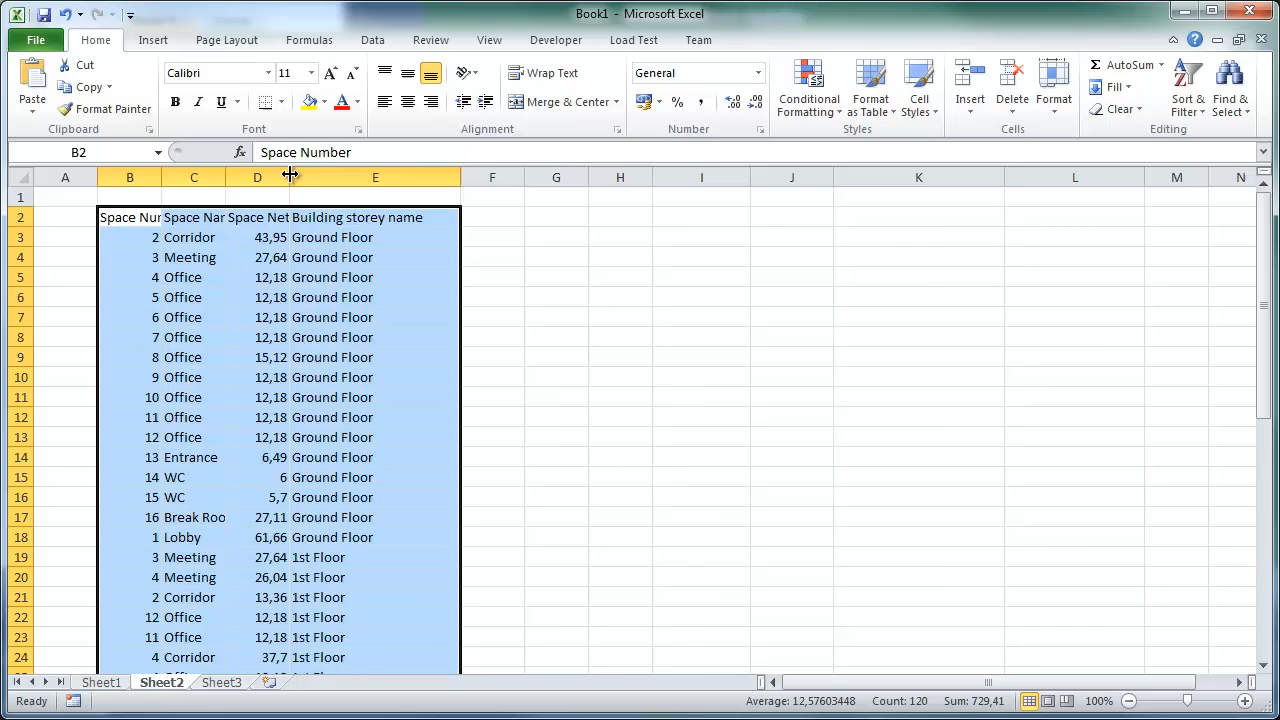 Book1 - Microsoft Excel
File Home Insert Page Layout Formulas Data Review View Developer Load Test Team
Paste
Cut
Copy
Format Painter
Clipboard
Calibri 11
B I U
Font
Wrap Text
Merge & Center
Alignment
General
Number
Conditional Formatting
Format as Table
Cell Styles
Styles
Insert Delete Format
Cells
AutoSum
Fill
Clear
Sort & Filter
Find & Select
Editing
B2 fx Space Number
A B C D E F G H I J K L M N
1
2 Space Nur Space Nar Space Net Building storey name
3 2 Corridor 43,95 Ground Floor
4 3 Meeting 27,64 Ground Floor
5 4 Office 12,18 Ground Floor
6 5 Office 12,18 Ground Floor
7 6 Office 12,18 Ground Floor
8 7 Office 12,18 Ground Floor
9 8 Office 15,12 Ground Floor
10 9 Office 12,18 Ground Floor
11 10 Office 12,18 Ground Floor
12 11 Office 12,18 Ground Floor
13 12 Office 12,18 Ground Floor
14 13 Entrance 6,49 Ground Floor
15 14 WC 6 Ground Floor
16 15 WC 5,7 Ground Floor
17 16 Break Roo 27,11 Ground Floor
18 1 Lobby 61,66 Ground Floor
19 3 Meeting 27,64 1st Floor
20 4 Meeting 26,04 1st Floor
21 2 Corridor 13,36 1st Floor
22 12 Office 12,18 1st Floor
23 11 Office 12,18 1st Floor
24 4 Corridor 37,7 1st Floor
Sheet1 Sheet2 Sheet3
Ready Average: 12,57603448 Count: 120 Sum: 729,41 100%